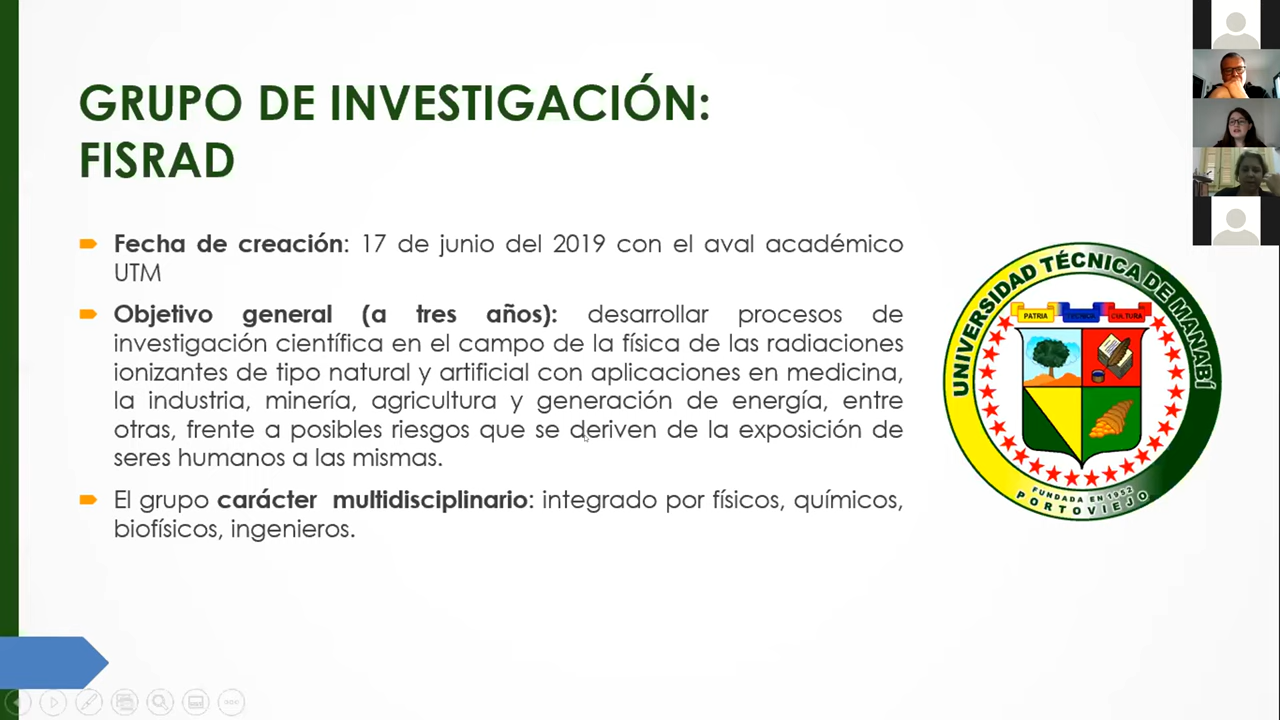 GRUPO DE INVESTIGACIÓN:
FISRAD
Fecha de creación: 17 de junio del 2019 con el aval académico
UTM
Objetivo general (a tres años): desarrollar procesos de
investigación científica en el campo de la física de las radiaciones
ionizantes de tipo natural y artificial con aplicaciones en medicina,
la industria, minería, agricultura y generación de energía, entre
otras, frente a posibles riesgos que se deriven de la exposición de
seres humanos a las mismas.
El grupo carácter multidisciplinario: integrado por físicos, químicos,
biofísicos, ingenieros.
UNIVERSIDAD TÉCNICA DE MANABÍ
PATRIA
TÉCNICA
CULTURA
FUNDADA EN 1952
PORTOVIEJO